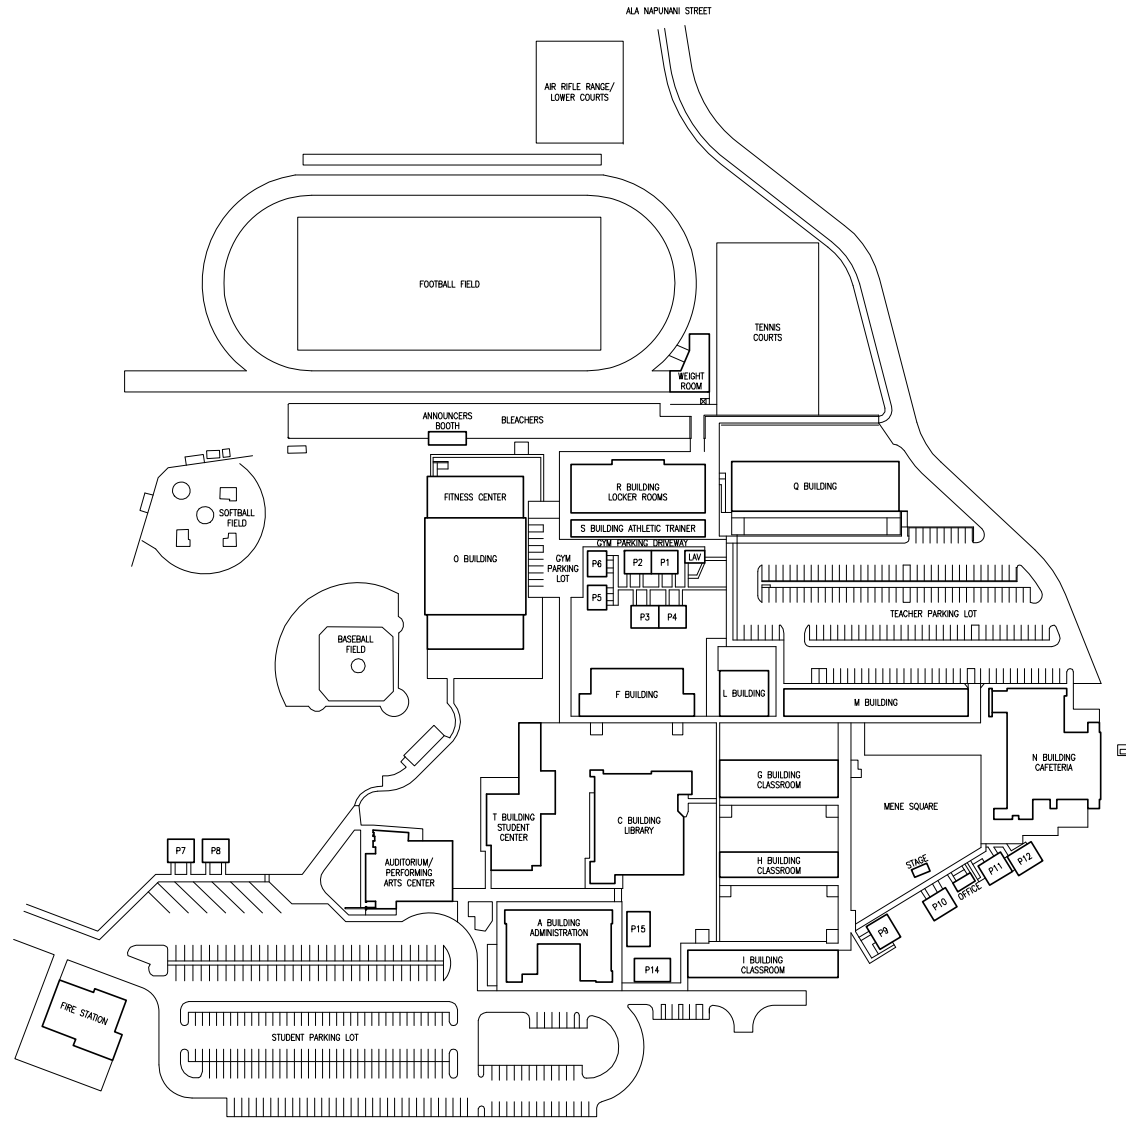 ALA NAPUNANI STREET
AIR RIFLE RANGE/
LOWER COURTS
FOOTBALL FIELD
TENNIS
COURTS
WEIGHT
ROOM
ANNOUNCERS
BOOTH
BLEACHERS
FITNESS CENTER
R BUILDING
LOCKER ROOMS
Q BUILDING
SOFTBALL
FIELD
S BUILDING ATHLETIC TRAINER
GYM PARKING DRIVEWAY
O BUILDING
GYM
PARKING
LOT
P6
P2
P1
LAV
P5
P3
P4
TEACHER PARKING LOT
BASEBALL
FIELD
F BUILDING
L BUILDING
M BUILDING
N BUILDING
CAFETERIA
G BUILDING
CLASSROOM
MENE SQUARE
T BUILDING
STUDENT
CENTER
C BUILDING
LIBRARY
P7
P8
AUDITORIUM/
PERFORMING
ARTS CENTER
H BUILDING
CLASSROOM
STAGE
P12
P11
OFFICE
P10
P9
A BUILDING
ADMINISTRATION
P15
P14
I BUILDING
CLASSROOM
FIRE STATION
STUDENT PARKING LOT